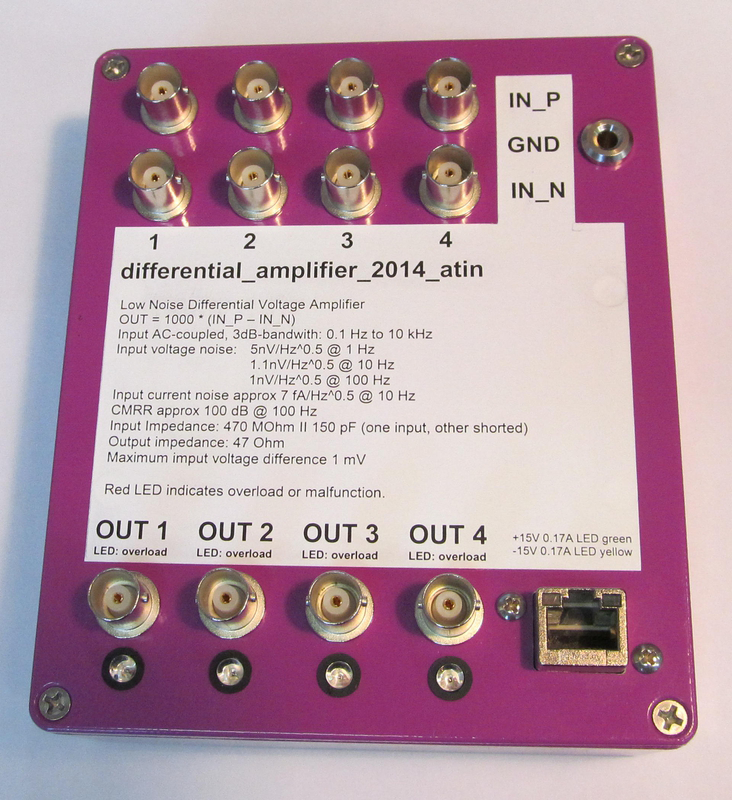 IN_P
GND
IN_N
1 2 3 4
differential_amplifier_2014_atin
Low Noise Differential Voltage Amplifier
OUT = 1000 * (IN_P – IN_N)
Input AC-coupled, 3dB-bandwith: 0.1 Hz to 10 kHz
Input voltage noise: 5nV/Hz^0.5 @ 1 Hz
1.1nV/Hz^0.5 @ 10 Hz
1nV/Hz^0.5 @ 100 Hz
Input current noise approx 7 fA/Hz^0.5 @ 10 Hz
CMRR approx 100 dB @ 100 Hz
Input Impedance: 470 MOhm II 150 pF (one input, other shorted)
Output impedance: 47 Ohm
Maximum imput voltage difference 1 mV
Red LED indicates overload or malfunction.
OUT 1 OUT 2 OUT 3 OUT 4
LED: overload LED: overload LED: overload LED: overload
+15V 0.17A LED green
-15V 0.17A LED yellow